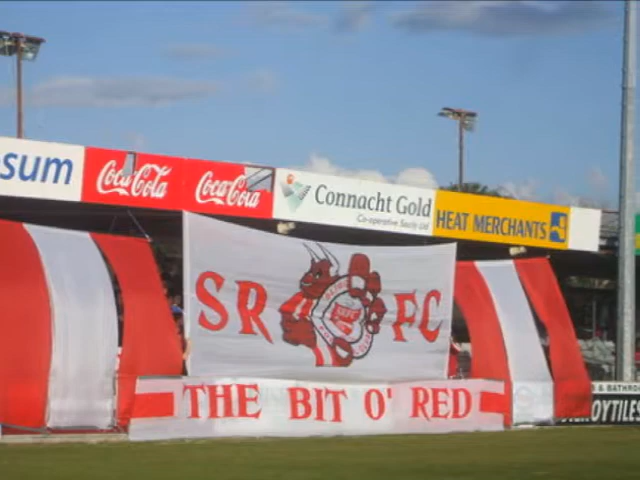 sum
Coca-Cola
Coca-Cola
Connacht Gold
Co-operative Society Ltd
HEAT MERCHANTS
SR FC
THE BIT O' RED
& BATHRO
OYTILES